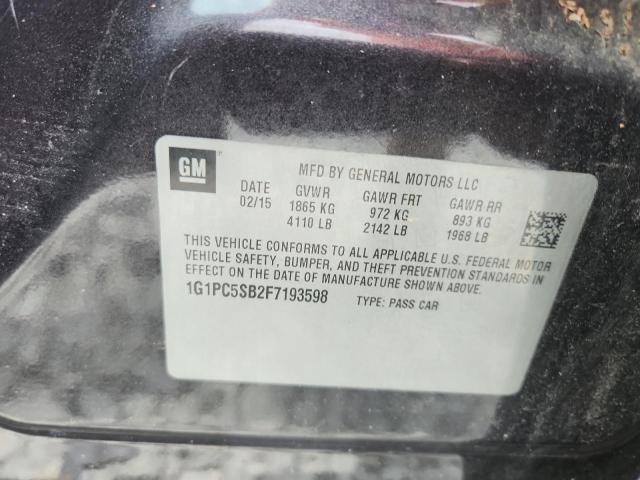 GM
MFD BY GENERAL MOTORS LLC
DATE GVWR GAWR FRT GAWR RR
02/15 1865 KG 972 KG 893 KG
4110 LB 2142 LB 1968 LB
THIS VEHICLE CONFORMS TO ALL APPLICABLE U.S. FEDERAL MOTOR
VEHICLE SAFETY, BUMPER, AND THEFT PREVENTION STANDARDS IN
EFFECT ON THE DATE OF MANUFACTURE SHOWN ABOVE.
1G1PC5SB2F7193598 TYPE: PASS CAR